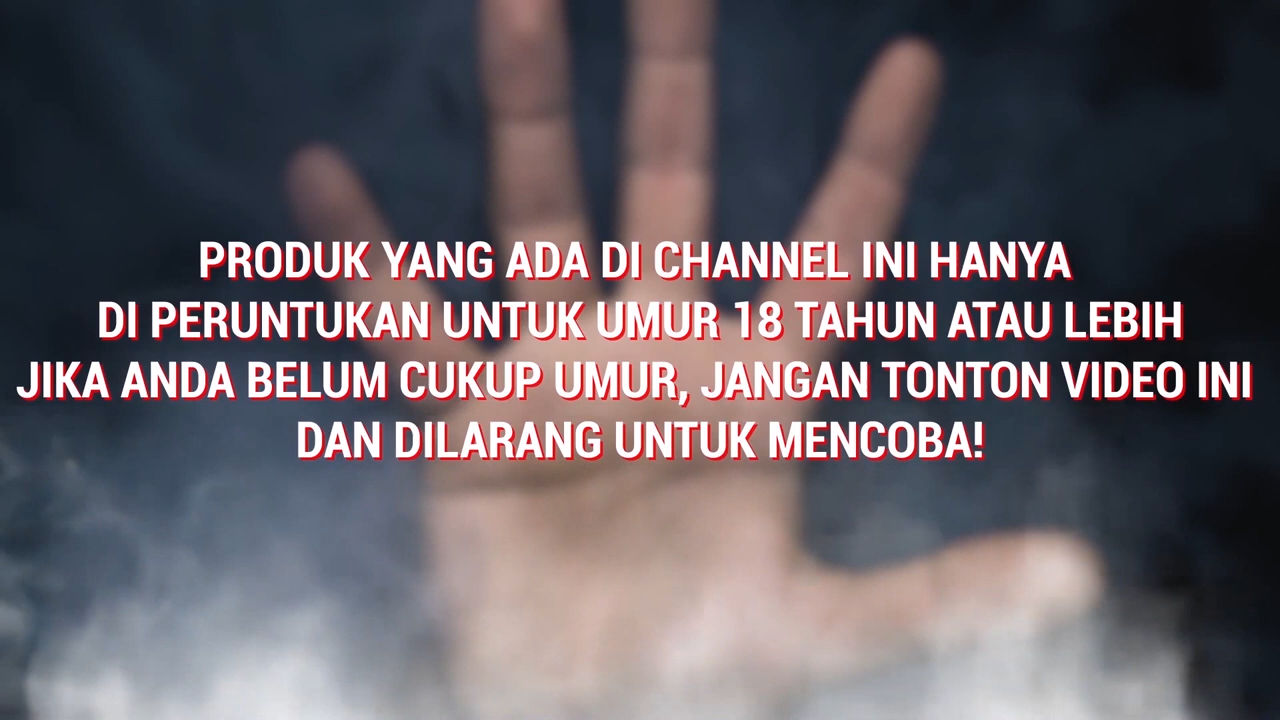 PRODUK YANG ADA DI CHANNEL INI HANYA
DI PERUNTUKAN UNTUK UMUR 18 TAHUN ATAU LEBIH
JIKA ANDA BELUM CUKUP UMUR, JANGAN TONTON VIDEO INI
DAN DILARANG UNTUK MENCOBA!